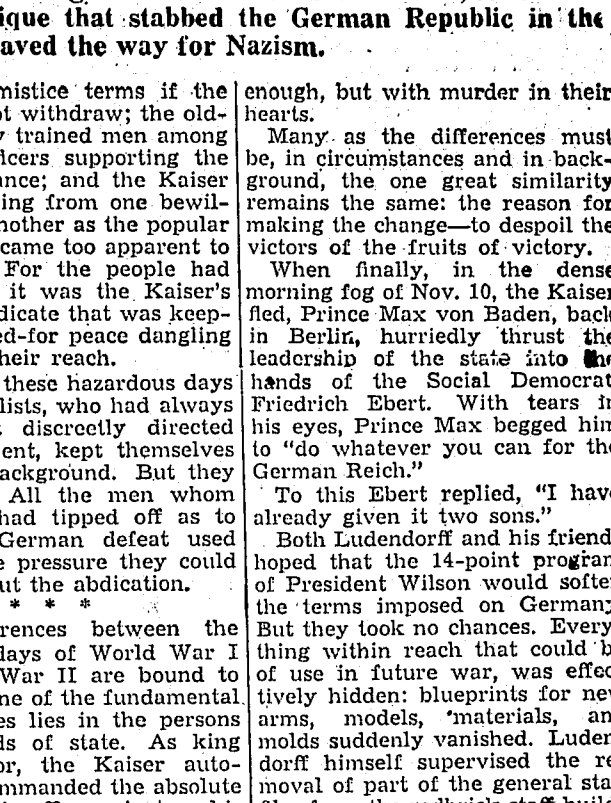 ique that stabbed the German Republic in the
aved the way for Nazism.
mistice terms if the
ot withdraw; the old-
y trained men among
icers supporting the
ance; and the Kaiser
ing from one bewil-
nother as the popular
came too apparent to
For the people had
it was the Kaiser's
dicate that was keep-
ed-for peace dangling
heir reach.
these hazardous days
lists, who had always
discreetly directed
ent, kept themselves
ackground. But they
All the men whom
had tipped off as to
German defeat used
e pressure they could
ut the abdication.
* * *
rences between the
days of World War I
War II are bound to
ne of the fundamental
es lies in the persons
ds of state. As king
or, the Kaiser auto-
mmanded the absolute
enough, but with murder in their
hearts.
Many as the differences must
be, in circumstances and in back-
ground, the one great similarity
remains the same: the reason for
making the change—to despoil the
victors of the fruits of victory.
When finally, in the dense
morning fog of Nov. 10, the Kaiser
fled, Prince Max von Baden, back
in Berlin, hurriedly thrust the
leadership of the state into the
hands of the Social Democrat
Friedrich Ebert. With tears in
his eyes, Prince Max begged him
to "do whatever you can for the
German Reich."
To this Ebert replied, "I have
already given it two sons."
Both Ludendorff and his friend
hoped that the 14-point program
of President Wilson would softe
the terms imposed on Germany
But they took no chances. Every
thing within reach that could b
of use in future war, was effec
tively hidden: blueprints for new
arms, models, materials, an
molds suddenly vanished. Luden
dorff himself supervised the re
moval of part of the general sta